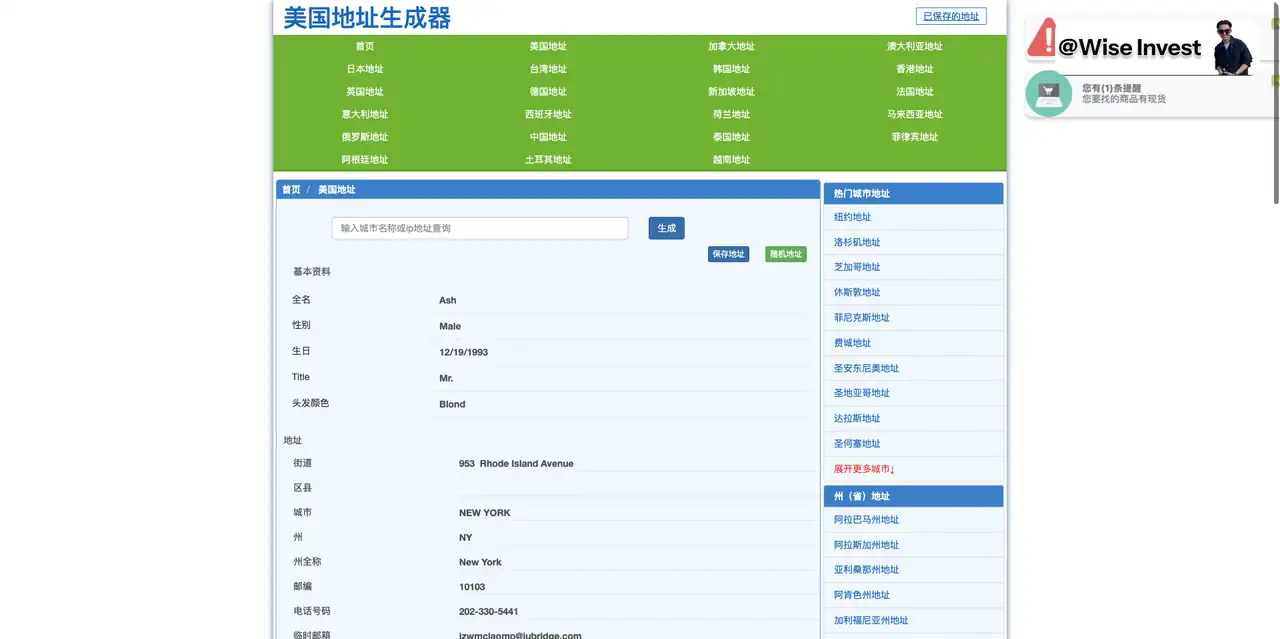 美国地址生成器
已保存的地址
首页 美国地址 加拿大地址 澳大利亚地址
日本地址 台湾地址 韩国地址 香港地址
英国地址 德国地址 新加坡地址 法国地址
意大利地址 西班牙地址 荷兰地址 马来西亚地址
俄罗斯地址 中国地址 泰国地址 菲律宾地址
阿根廷地址 土耳其地址 越南地址
@Wise Invest
您有(1)条提醒
您要找的商品有现货
首页 / 美国地址
输入城市名称或ip地址查询
生成
保存地址 随机地址
基本资料
全名 Ash
性别 Male
生日 12/19/1993
Title Mr.
头发颜色 Blond
地址
街道 953 Rhode Island Avenue
区县
城市 NEW YORK
州 NY
州全称 New York
邮编 10103
电话号码 202-330-5441
临时邮箱 jzwmclaomp@iubridge.com
热门城市地址
纽约地址
洛杉矶地址
芝加哥地址
休斯敦地址
菲尼克斯地址
费城地址
圣安东尼奥地址
圣地亚哥地址
达拉斯地址
圣何塞地址
展开更多城市↓
州（省）地址
阿拉巴马州地址
阿拉斯加州地址
亚利桑那州地址
阿肯色州地址
加利福尼亚州地址